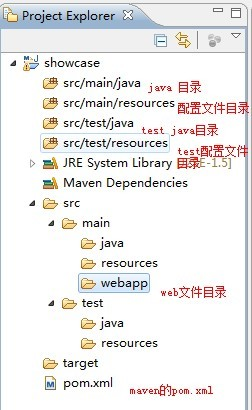 Project Explorer
showcase
src/main/java java 目录
src/main/resources 配置文件目录
src/test/java test java目录
src/test/resources test配置文件
JRE System Library 目录 E-1.5]
Maven Dependencies
src
main
java
resources
webapp
web文件目录
test
java
resources
target
pom.xml maven的pom.xml